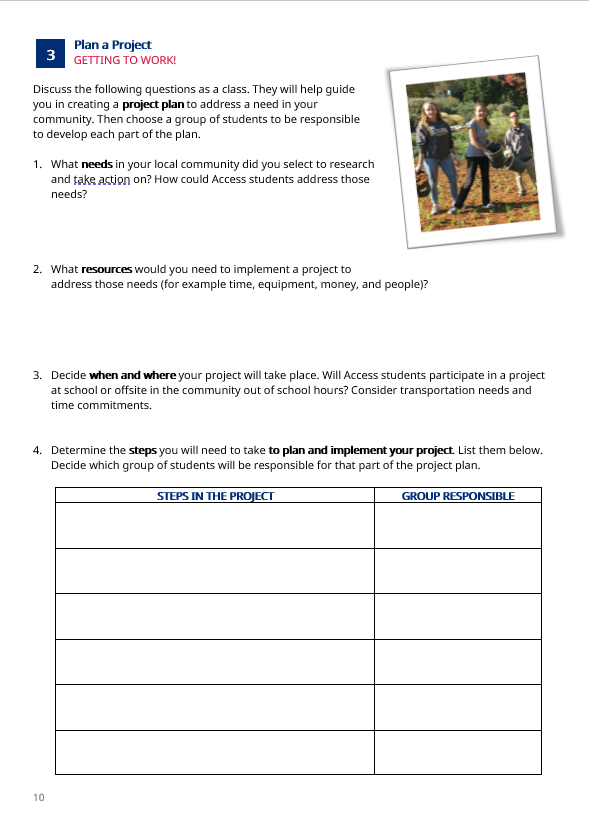 3
Plan a Project
GETTING TO WORK!
Discuss the following questions as a class. They will help guide
you in creating a project plan to address a need in your
community. Then choose a group of students to be responsible
to develop each part of the plan.
1. What needs in your local community did you select to research
and take action on? How could Access students address those
needs?
2. What resources would you need to implement a project to
address those needs (for example time, equipment, money, and people)?
3. Decide when and where your project will take place. Will Access students participate in a project
at school or offsite in the community out of school hours? Consider transportation needs and
time commitments.
4. Determine the steps you will need to take to plan and implement your project. List them below.
Decide which group of students will be responsible for that part of the project plan.
STEPS IN THE PROJECT
GROUP RESPONSIBLE
10